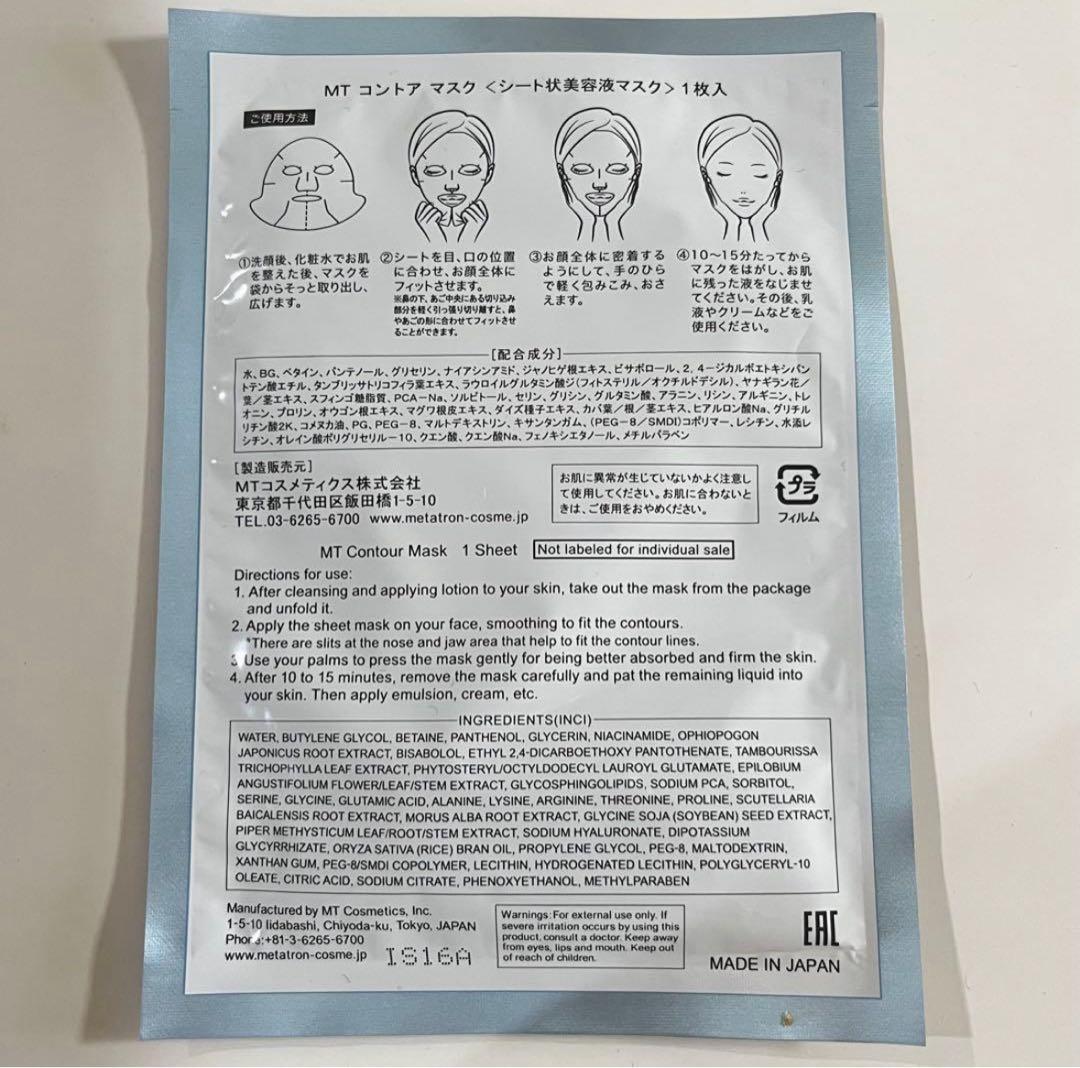 MT コントア マスク <シート状美容液マスク> 1枚入
ご使用方法
①洗顔後、化粧水でお肌
を整えた後、マスクを
袋からそっと取り出し、
広げます。
②シートを目、口の位置
に合わせ、お顔全体に
フィットさせます。
※鼻の下、あご中央にある切り込み
部分を軽く引っ張り切り離すと、鼻
やあごの形に合わせてフィットさせ
ることができます。
③お顔全体に密着する
ようにして、手のひら
で軽く包みこみ、おさ
えます。
④10~15分たってから
マスクをはがし、お肌
に残った液をなじませ
てください。その後、乳
液やクリームなどをご
使用ください。
[配合成分]
水、BG、ベタイン、パンテノール、グリセリン、ナイアシンアミド、ジャノヒゲ根エキス、ビサボロール、2, 4-ジカルボエトキシパン
トテン酸エチル、タンブリッサトリコフィラ葉エキス、ラウロイルグルタミン酸ジ(フィトステリル/オクチルドデシル)、ヤナギラン花/
葉/茎エキス、スフィンゴ糖脂質、PCA-Na、ソルビトール、セリン、グリシン、グルタミン酸、アラニン、リシン、アルギニン、トレ
オニン、プロリン、オウゴン根エキス、マグワ根皮エキス、ダイズ種子エキス、カバ葉/根/茎エキス、ヒアルロン酸Na、グリチル
リチン酸2K、コメヌカ油、PG、PEG-8、マルトデキストリン、キサンタンガム、(PEG-8/SMDI)コポリマー、レシチン、水添レ
シチン、オレイン酸ポリグリセリル-10、クエン酸、クエン酸Na、フェノキシエタノール、メチルパラベン
[製造販売元]
MTコスメティクス株式会社
東京都千代田区飯田橋1-5-10
TEL.03-6265-6700 www.metatron-cosme.jp
お肌に異常が生じていないかよく注意し
て使用してください。お肌に合わないと
きは、ご使用をおやめください。
プラ
フィルム
MT Contour Mask 1 Sheet Not labeled for individual sale
Directions for use:
1. After cleansing and applying lotion to your skin, take out the mask from the package
and unfold it.
2. Apply the sheet mask on your face, smoothing to fit the contours.
*There are slits at the nose and jaw area that help to fit the contour lines.
3. Use your palms to press the mask gently for being better absorbed and firm the skin.
4. After 10 to 15 minutes, remove the mask carefully and pat the remaining liquid into
your skin. Then apply emulsion, cream, etc.
INGREDIENTS(INCI)
WATER, BUTYLENE GLYCOL, BETAINE, PANTHENOL, GLYCERIN, NIACINAMIDE, OPHIOPOGON
JAPONICUS ROOT EXTRACT, BISABOLOL, ETHYL 2,4-DICARBOETHOXY PANTOTHENATE, TAMBOURISSA
TRICHOPHYLLA LEAF EXTRACT, PHYTOSTERYL/OCTYLDODECYL LAUROYL GLUTAMATE, EPILOBIUM
ANGUSTIFOLIUM FLOWER/LEAF/STEM EXTRACT, GLYCOSPHINGOLIPIDS, SODIUM PCA, SORBITOL,
SERINE, GLYCINE, GLUTAMIC ACID, ALANINE, LYSINE, ARGININE, THREONINE, PROLINE, SCUTELLARIA
BAICALENSIS ROOT EXTRACT, MORUS ALBA ROOT EXTRACT, GLYCINE SOJA (SOYBEAN) SEED EXTRACT,
PIPER METHYSTICUM LEAF/ROOT/STEM EXTRACT, SODIUM HYALURONATE, DIPOTASSIUM
GLYCYRRHIZATE, ORYZA SATIVA (RICE) BRAN OIL, PROPYLENE GLYCOL, PEG-8, MALTODEXTRIN,
XANTHAN GUM, PEG-8/SMDI COPOLYMER, LECITHIN, HYDROGENATED LECITHIN, POLYGLYCERYL-10
OLEATE, CITRIC ACID, SODIUM CITRATE, PHENOXYETHANOL, METHYLPARABEN
Manufactured by MT Cosmetics, Inc.
1-5-10 Iidabashi, Chiyoda-ku, Tokyo, JAPAN
Phone:+81-3-6265-6700
www.metatron-cosme.jp
IS16A
Warnings: For external use only. If
severe irritation occurs by using this
product, consult a doctor. Keep away
from eyes, lips and mouth. Keep out
of reach of children.
EAC
MADE IN JAPAN